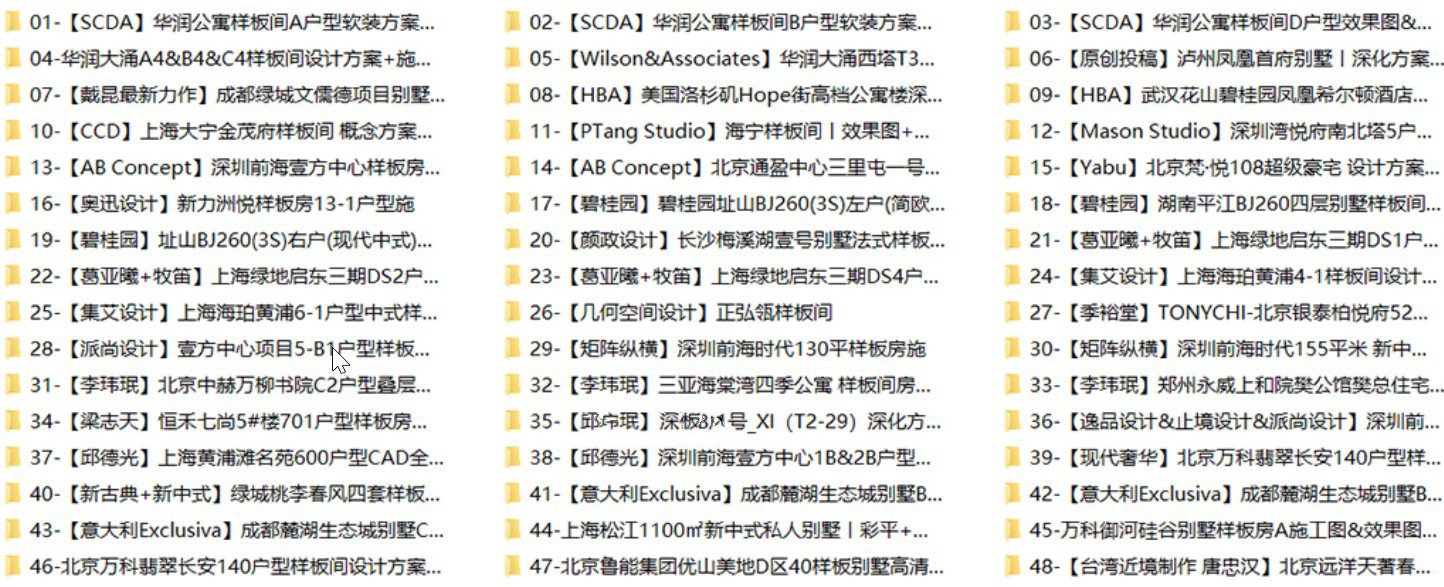 01-【SCDA】华润公寓样板间A户型软装方案...
02-【SCDA】华润公寓样板间B户型软装方案...
03-【SCDA】华润公寓样板间D户型效果图&...
04-华润大涌A4&B4&C4样板间设计方案+施...
05-【Wilson&Associates】华润大涌西塔T3...
06-【原创投稿】泸州凤凰首府别墅丨深化方案...
07-【戴昆最新力作】成都绿城文儒德项目别墅...
08-【HBA】美国洛杉矶Hope街高档公寓楼深...
09-【HBA】武汉花山碧桂园凤凰希尔顿酒店...
10-【CCD】上海大宁金茂府样板间 概念方案...
11-【PTang Studio】海宁样板间丨效果图+...
12-【Mason Studio】深圳湾悦府南北塔5户...
13-【AB Concept】深圳前海壹方中心样板房...
14-【AB Concept】北京通盈中心三里屯一号...
15-【Yabu】北京梵·悦108超级豪宅 设计方案...
16-【奥迅设计】新力洲悦样板房13-1户型施
17-【碧桂园】碧桂园址山BJ260(3S)左户(简欧...
18-【碧桂园】湖南平江BJ260四层别墅样板间...
19-【碧桂园】址山BJ260(3S)右户(现代中式)...
20-【颜政设计】长沙梅溪湖壹号别墅法式样板...
21-【葛亚曦+牧笛】上海绿地启东三期DS1户...
22-【葛亚曦+牧笛】上海绿地启东三期DS2户...
23-【葛亚曦+牧笛】上海绿地启东三期DS4户...
24-【集艾设计】上海海珀黄浦4-1样板间设计...
25-【集艾设计】上海海珀黄浦6-1户型中式样...
26-【几何空间设计】正弘瓴样板间
27-【季裕堂】TONYCHI-北京银泰柏悦府52...
28-【派尚设计】壹方中心项目5-B1户型样板...
29-【矩阵纵横】深圳前海时代130平样板房施
30-【矩阵纵横】深圳前海时代155平米 新中...
31-【李玮珉】北京中赫万柳书院C2户型叠层...
32-【李玮珉】三亚海棠湾四季公寓 样板间房...
33-【李玮珉】郑州永威上和院樊公馆樊总住宅...
34-【梁志天】恒禾七尚5#楼701户型样板房...
35-【号_XI（T2-29）深化方...
36-【逸品设计&止境设计&派尚设计】深圳前...
37-【邱德光】上海黄浦滩名苑600户型CAD全...
38-【邱德光】深圳前海壹方中心1B&2B户型...
39-【现代奢华】北京万科翡翠长安140户型样...
40-【新古典+新中式】绿城桃李春风四套样板...
41-【意大利Exclusiva】成都麓湖生态城别墅B...
42-【意大利Exclusiva】成都麓湖生态城别墅B...
43-【意大利Exclusiva】成都麓湖生态城别墅C...
44-上海松江1100㎡新中式私人别墅丨彩平+...
45-万科御河硅谷别墅样板房A施工图&效果图...
46-北京万科翡翠长安140户型样板间设计方案...
47-北京鲁能集团优山美地D区40样板别墅高清...
48-【台湾近境制作 唐忠汉】北京远洋天著春...